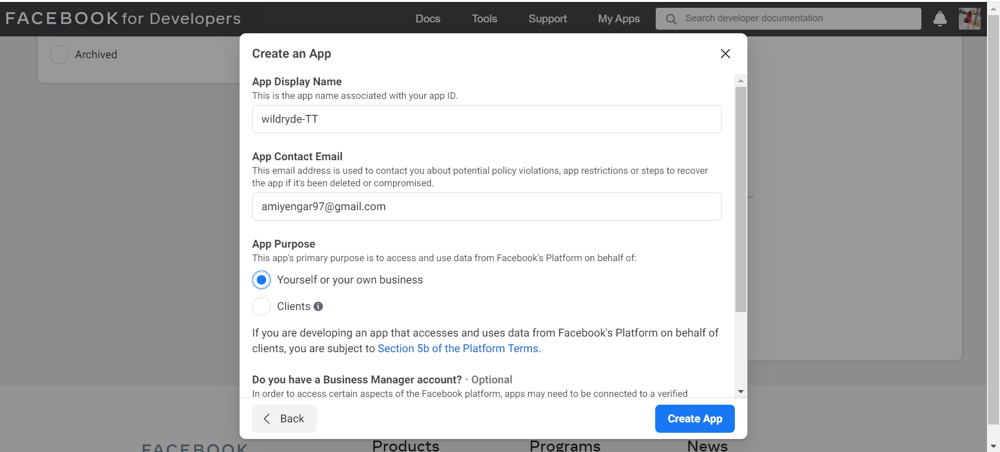 FACEBOOK for Developers
Docs
Tools
Support
My Apps
Search developer documentation
Archived
Create an App
App Display Name
This is the app name associated with your app ID.
wildryde-TT
App Contact Email
This email address is used to contact you about potential policy violations, app restrictions or steps to recover
the app if it's been deleted or compromised.
amiyengar97@gmail.com
App Purpose
This app's primary purpose is to access and use data from Facebook's Platform on behalf of:
Yourself or your own business
Clients
If you are developing an app that accesses and uses data from Facebook's Platform on behalf of
clients, you are subject to Section 5b of the Platform Terms.
Do you have a Business Manager account? · Optional
In order to access certain aspects of the Facebook platform, apps may need to be connected to a verified
Back
Create App
FACEBOOK
Products
Programs
News